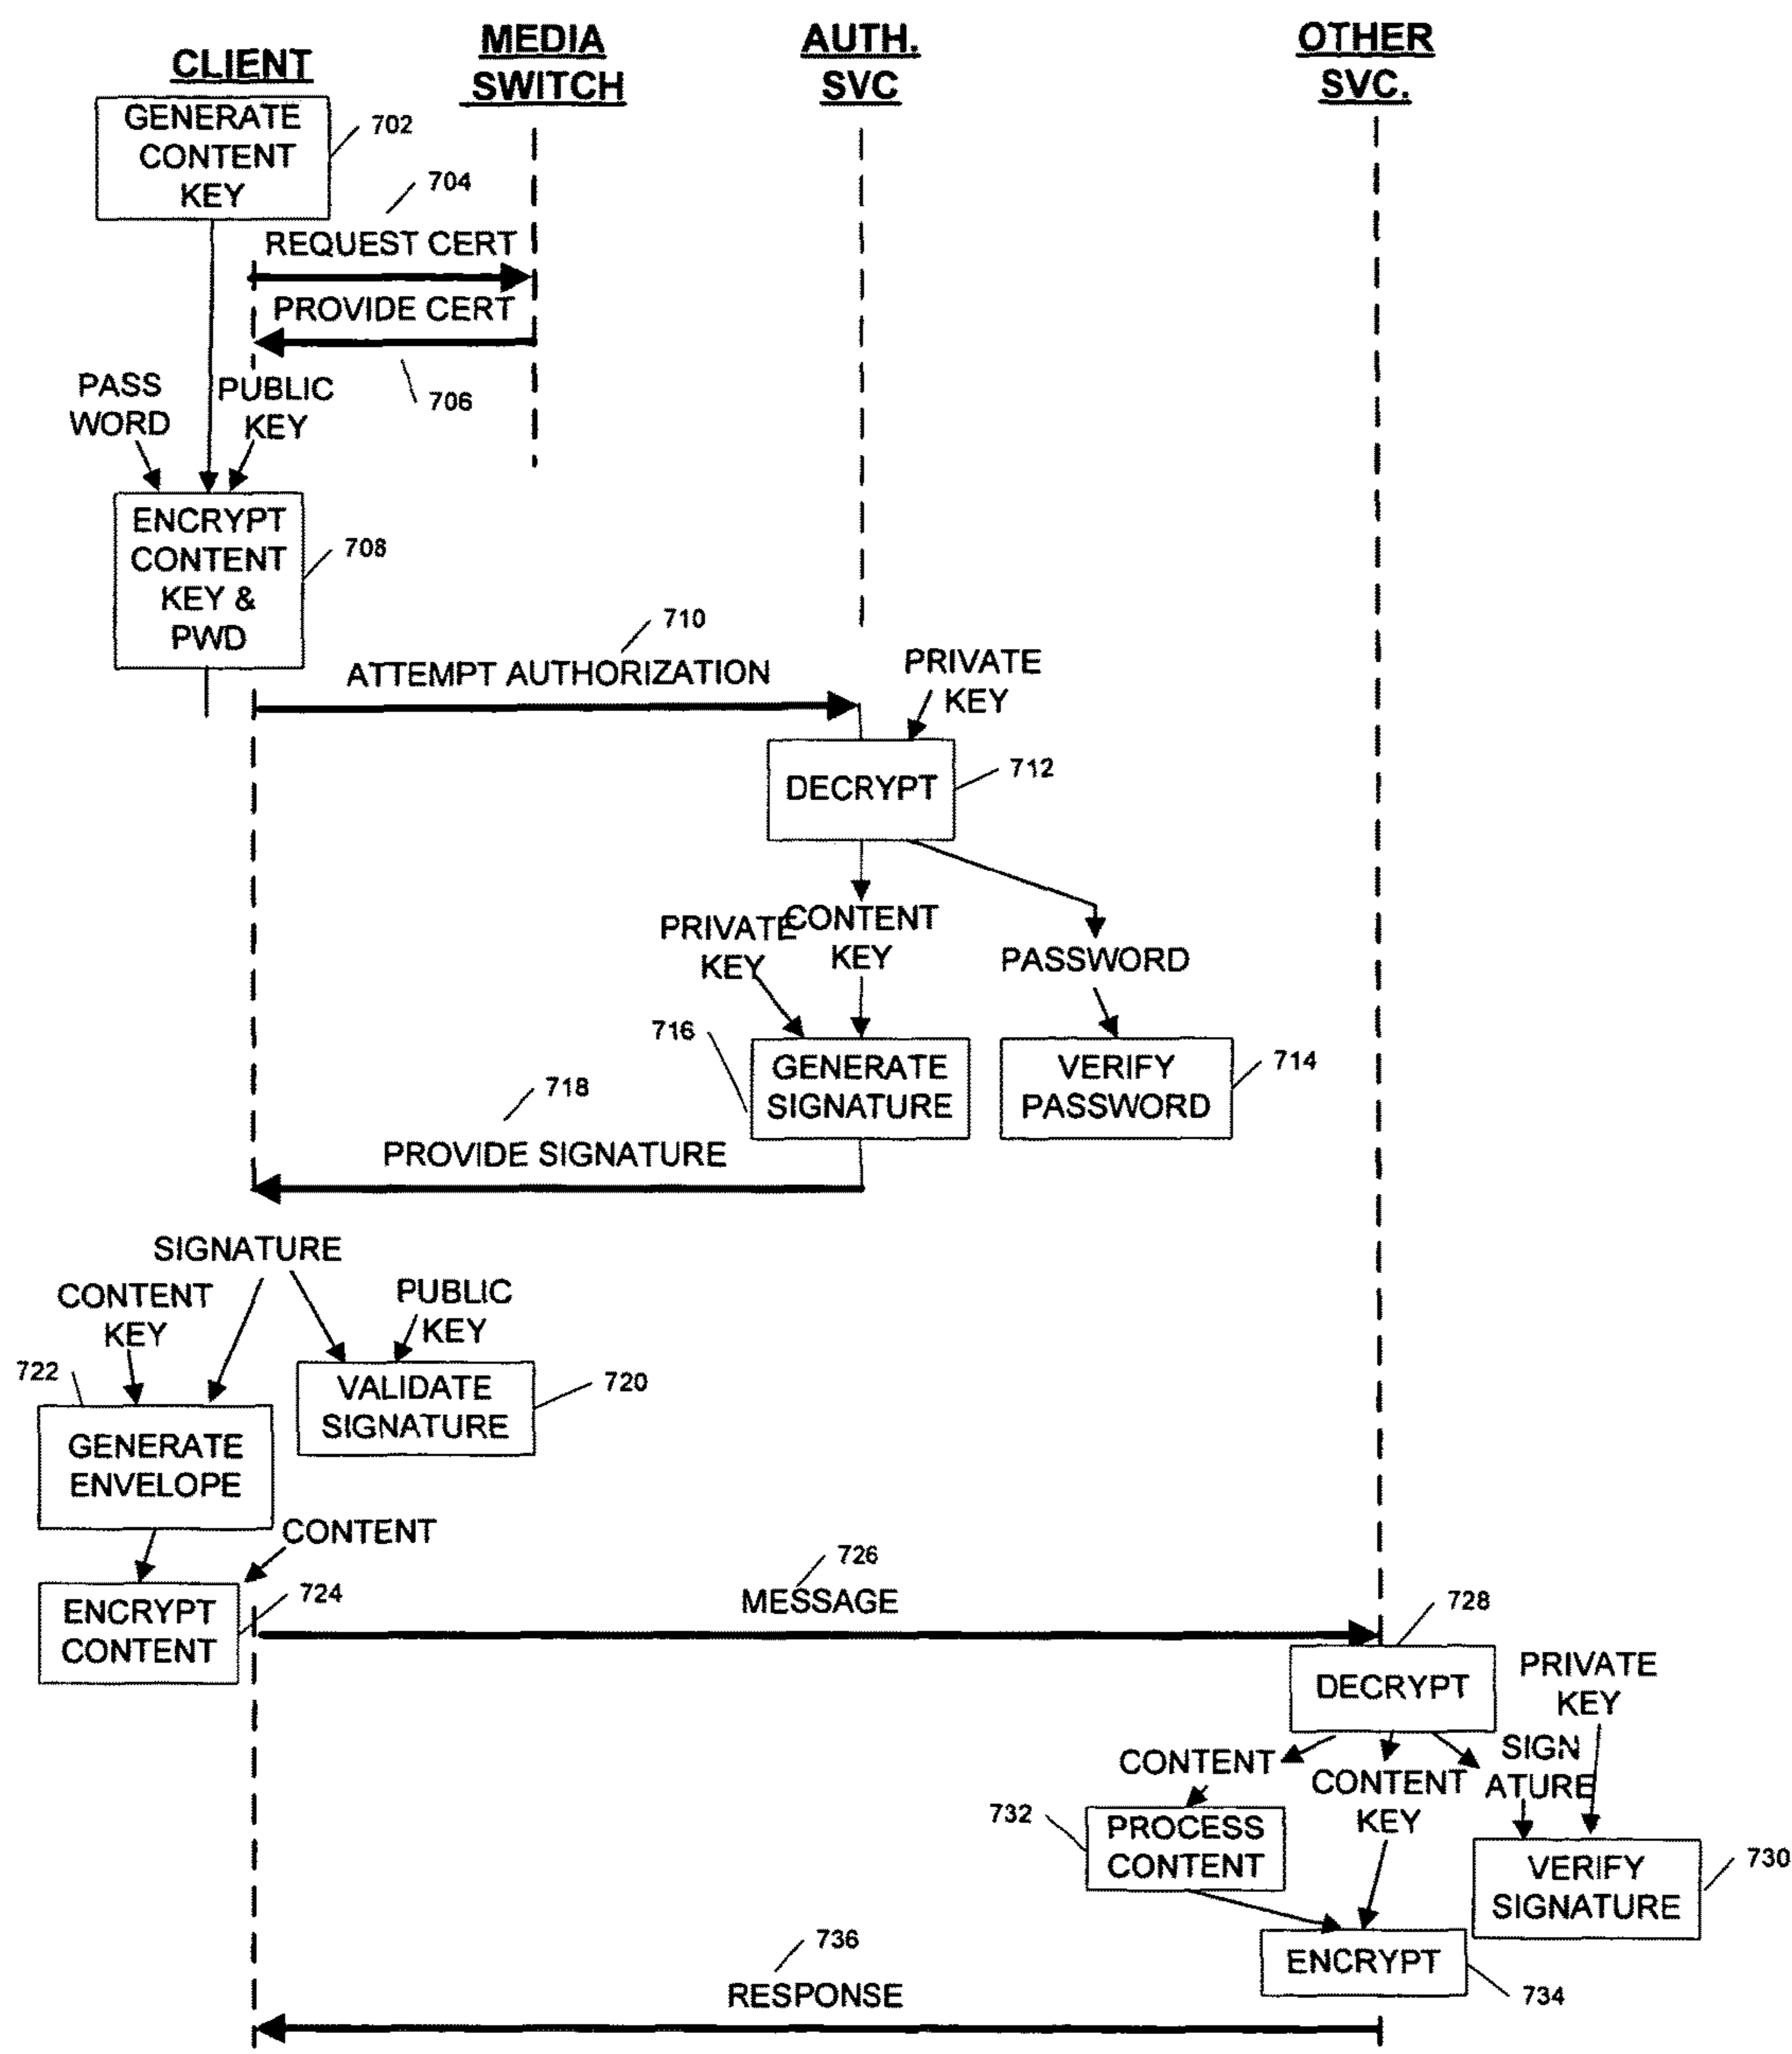 CLIENT
MEDIA
SWITCH
AUTH.
SVC
OTHER
SVC.
GENERATE
CONTENT
KEY
702
704
REQUEST CERT
PROVIDE CERT
706
PASS
WORD
PUBLIC
KEY
ENCRYPT
CONTENT
KEY &
PWD
708
710
ATTEMPT AUTHORIZATION
PRIVATE
KEY
DECRYPT
712
PRIVATE
KEY
CONTENT
KEY
PASSWORD
716
GENERATE
SIGNATURE
VERIFY
PASSWORD
714
718
PROVIDE SIGNATURE
SIGNATURE
CONTENT
KEY
PUBLIC
KEY
722
VALIDATE
SIGNATURE
720
GENERATE
ENVELOPE
CONTENT
ENCRYPT
CONTENT
724
726
MESSAGE
728
DECRYPT
PRIVATE
KEY
CONTENT
CONTENT
KEY
SIGN
ATURE
732
PROCESS
CONTENT
VERIFY
SIGNATURE
730
ENCRYPT
734
736
RESPONSE